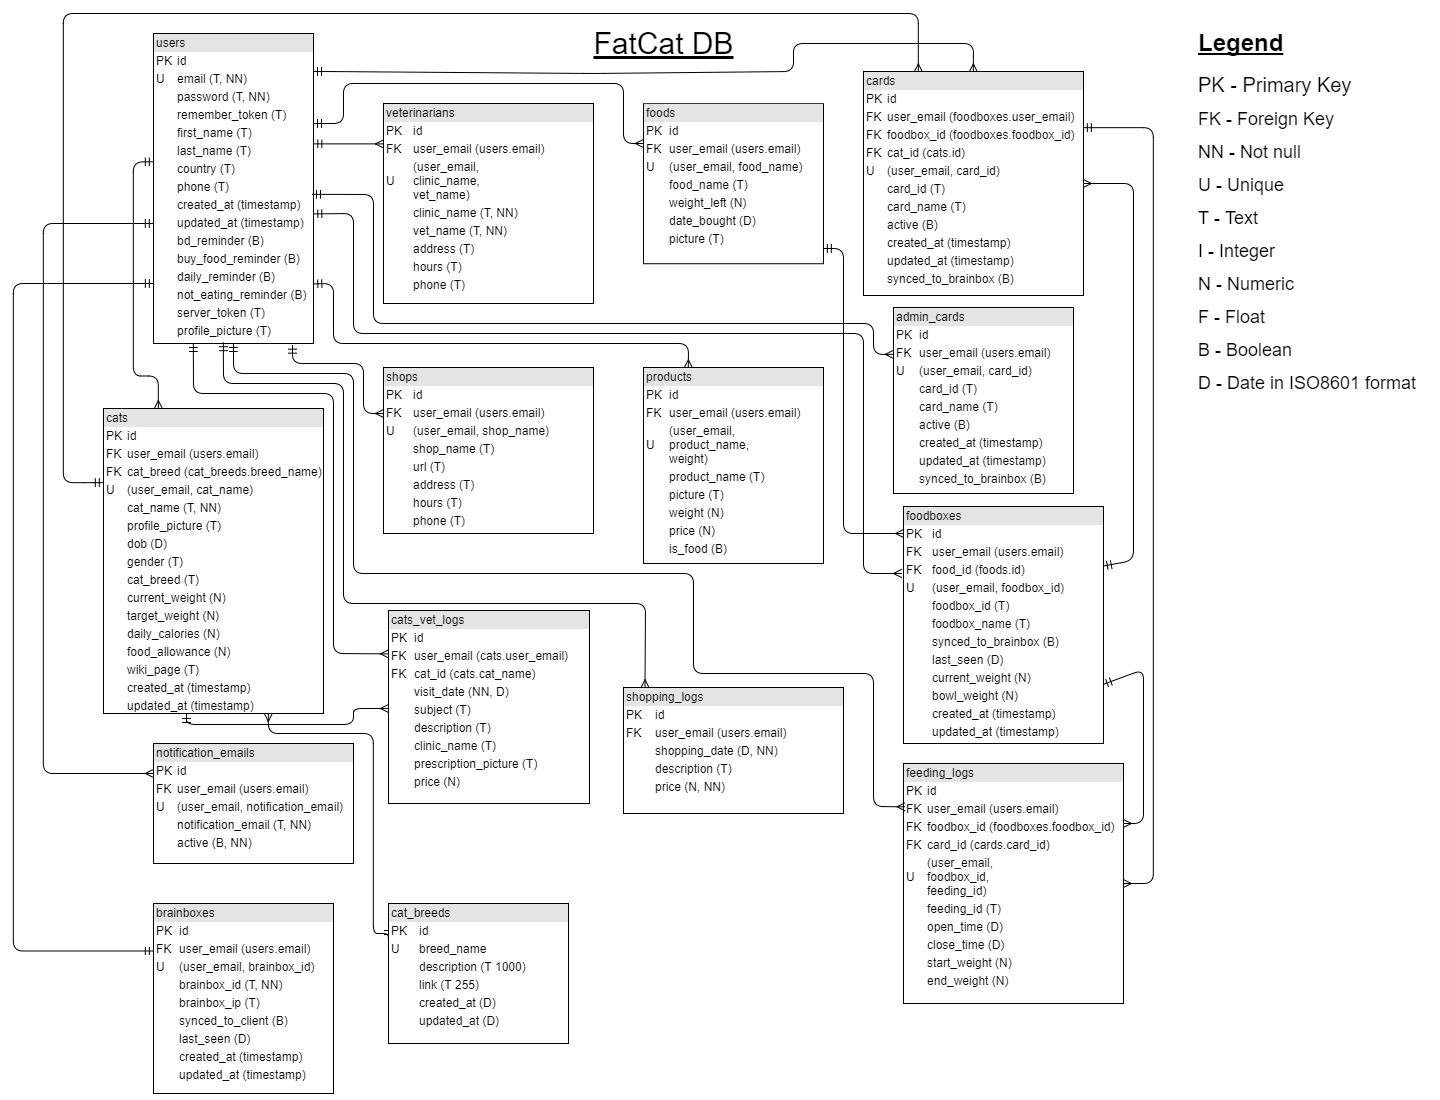 FatCat DB
users
PK id
U email (T, NN)
password (T, NN)
remember_token (T)
first_name (T)
last_name (T)
country (T)
phone (T)
created_at (timestamp)
updated_at (timestamp)
bd_reminder (B)
buy_food_reminder (B)
daily_reminder (B)
not_eating_reminder (B)
server_token (T)
profile_picture (T)
veterinarians
PK id
FK user_email (users.email)
(user_email,
U clinic_name,
vet_name)
clinic_name (T, NN)
vet_name (T, NN)
address (T)
hours (T)
phone (T)
foods
PK id
FK user_email (users.email)
U (user_email, food_name)
food_name (T)
weight_left (N)
date_bought (D)
picture (T)
cards
PK id
FK user_email (foodboxes.user_email)
FK foodbox_id (foodboxes.foodbox_id)
FK cat_id (cats.id)
U (user_email, card_id)
card_id (T)
card_name (T)
active (B)
created_at (timestamp)
updated_at (timestamp)
synced_to_brainbox (B)
Legend
PK - Primary Key
FK - Foreign Key
NN - Not null
U - Unique
T - Text
I - Integer
N - Numeric
F - Float
B - Boolean
D - Date in ISO8601 format
admin_cards
PK id
FK user_email (users.email)
U (user_email, card_id)
card_id (T)
card_name (T)
active (B)
created_at (timestamp)
updated_at (timestamp)
synced_to_brainbox (B)
shops
PK id
FK user_email (users.email)
U (user_email, shop_name)
shop_name (T)
url (T)
address (T)
hours (T)
phone (T)
products
PK id
FK user_email (users.email)
(user_email,
U product_name,
weight)
product_name (T)
picture (T)
weight (N)
price (N)
is_food (B)
cats
PK id
FK user_email (users.email)
FK cat_breed (cat_breeds.breed_name)
U (user_email, cat_name)
cat_name (T, NN)
profile_picture (T)
dob (D)
gender (T)
cat_breed (T)
current_weight (N)
target_weight (N)
daily_calories (N)
food_allowance (N)
wiki_page (T)
created_at (timestamp)
updated_at (timestamp)
foodboxes
PK id
FK user_email (users.email)
FK food_id (foods.id)
U (user_email, foodbox_id)
foodbox_id (T)
foodbox_name (T)
synced_to_brainbox (B)
last_seen (D)
current_weight (N)
bowl_weight (N)
created_at (timestamp)
updated_at (timestamp)
cats_vet_logs
PK id
FK user_email (cats.user_email)
FK cat_id (cats.cat_name)
visit_date (NN, D)
subject (T)
description (T)
clinic_name (T)
prescription_picture (T)
price (N)
shopping_logs
PK id
FK user_email (users.email)
shopping_date (D, NN)
description (T)
price (N, NN)
notification_emails
PK id
FK user_email (users.email)
U (user_email, notification_email)
notification_email (T, NN)
active (B, NN)
feeding_logs
PK id
FK user_email (users.email)
FK foodbox_id (foodboxes.foodbox_id)
FK card_id (cards.card_id)
(user_email,
U foodbox_id,
feeding_id)
feeding_id (T)
open_time (D)
close_time (D)
start_weight (N)
end_weight (N)
brainboxes
PK id
FK user_email (users.email)
U (user_email, brainbox_id)
brainbox_id (T, NN)
brainbox_ip (T)
synced_to_client (B)
last_seen (D)
created_at (timestamp)
updated_at (timestamp)
cat_breeds
PK id
U breed_name
description (T 1000)
link (T 255)
created_at (D)
updated_at (D)